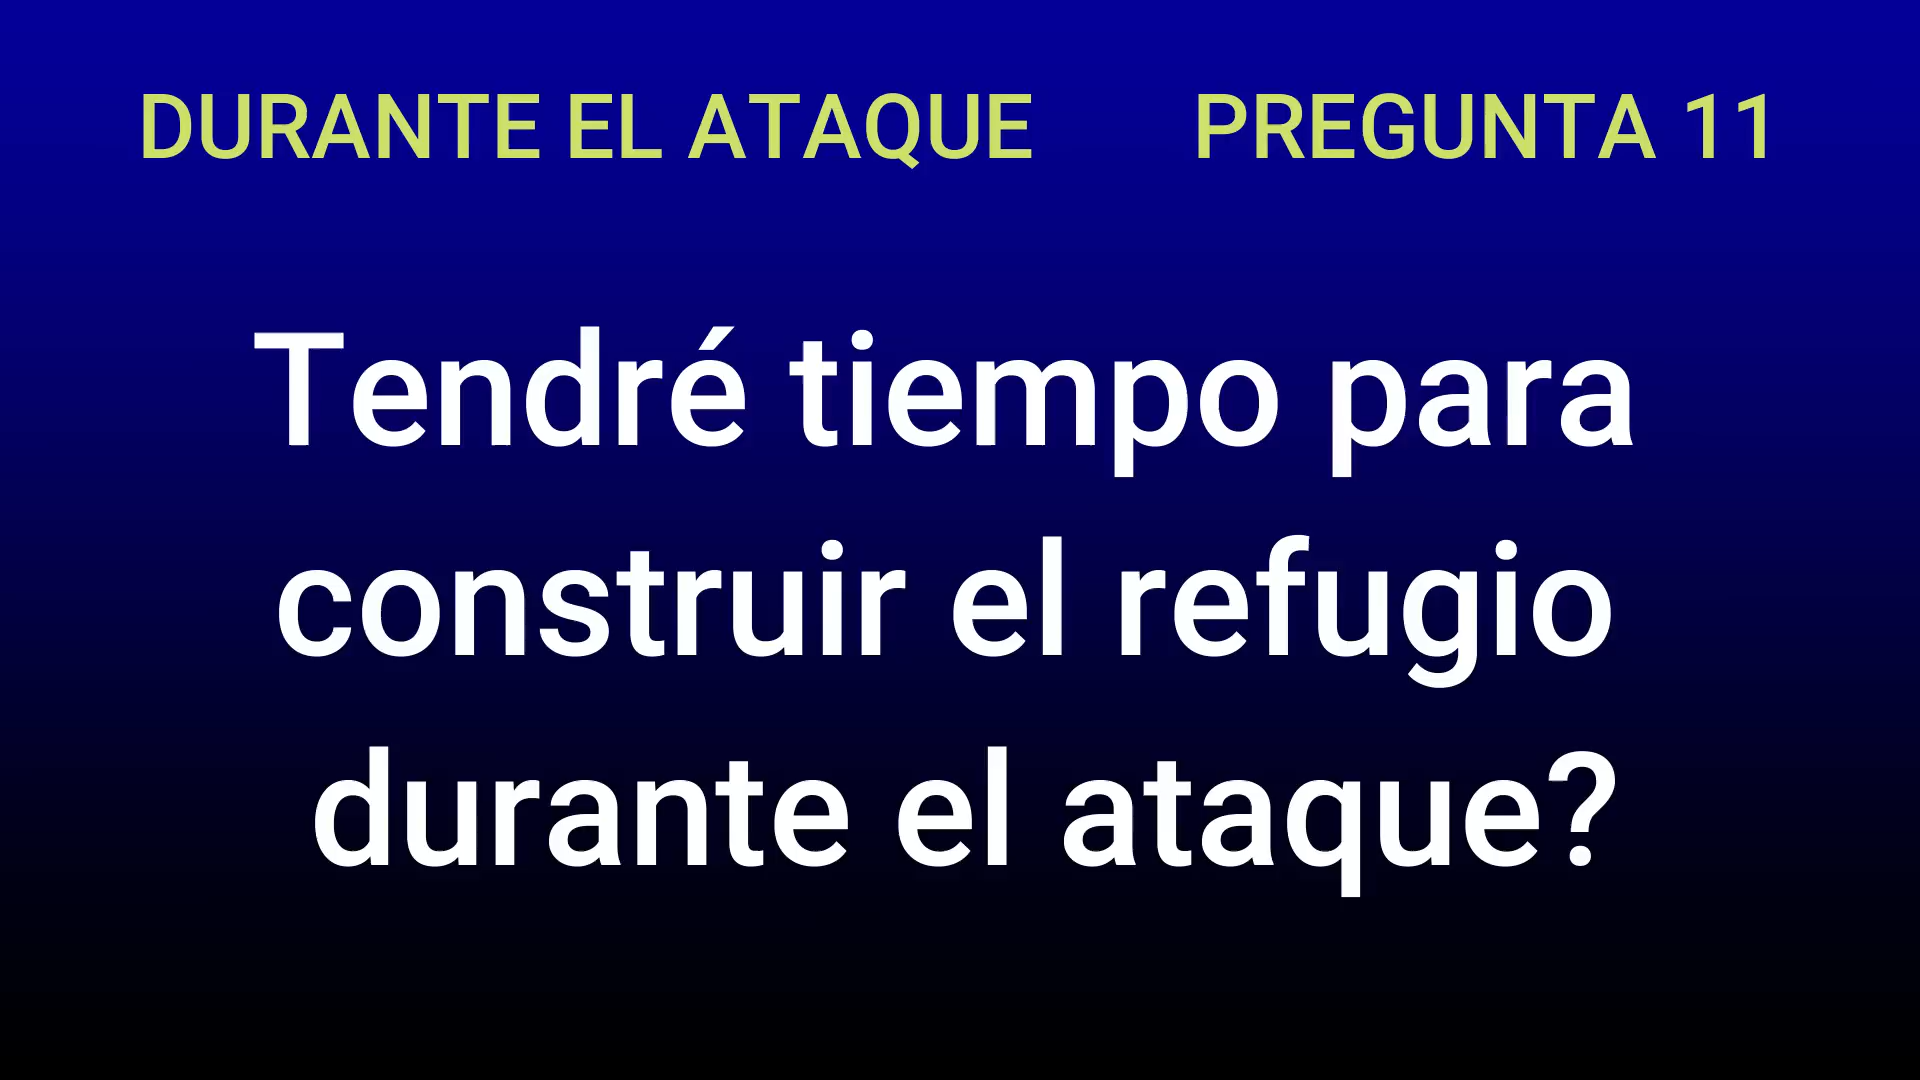 DURANTE EL ATAQUE PREGUNTA 11
Tendré tiempo para
construir el refugio
durante el ataque?